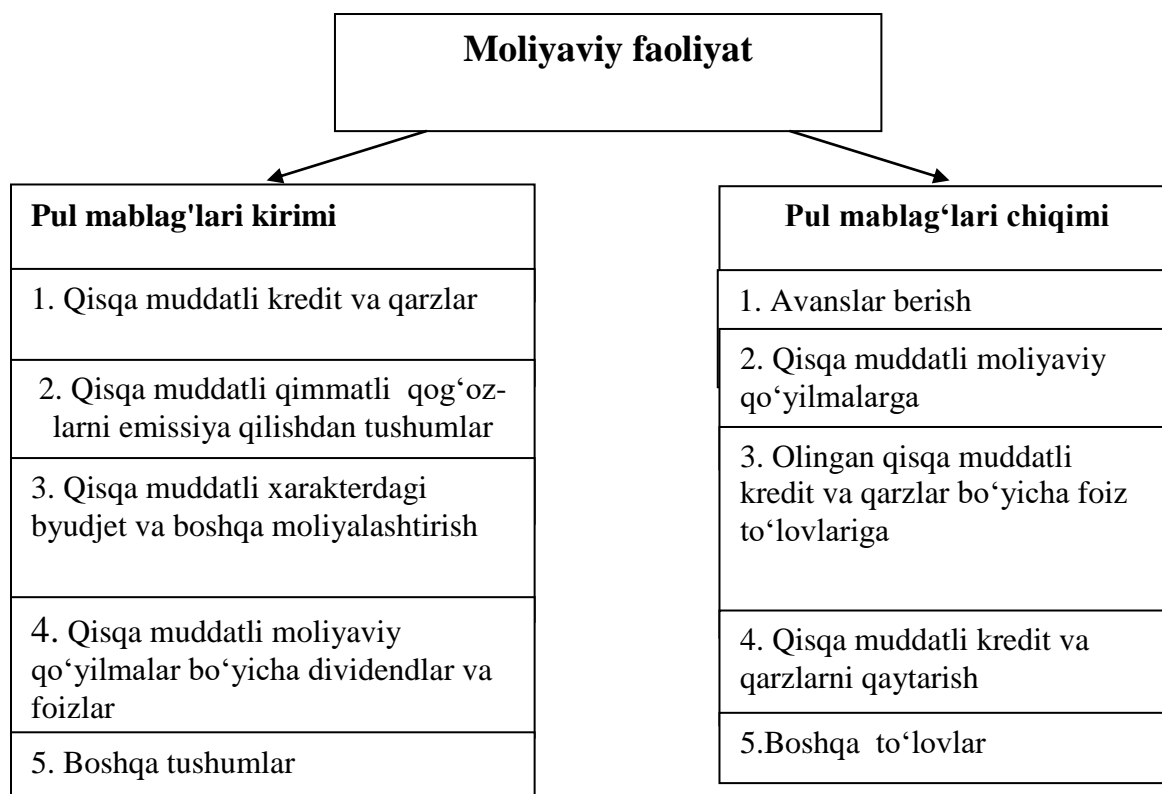 Moliyaviy faoliyat
Pul mablag'lari kirimi
1. Qisqa muddatli kredit va qarzlar
2. Qisqa muddatli qimmatli qog‘oz-
larni emissiya qilishdan tushumlar
3. Qisqa muddatli xarakterdagi
byudjet va boshqa moliyalashtirish
4. Qisqa muddatli moliyaviy
qo‘yilmalar bo‘yicha dividendlar va
foizlar
5. Boshqa tushumlar
Pul mablag‘lari chiqimi
1. Avanslar berish
2. Qisqa muddatli moliyaviy
qo‘yilmalarga
3. Olingan qisqa muddatli
kredit va qarzlar bo‘yicha foiz
to‘lovlariga
4. Qisqa muddatli kredit va
qarzlarni qaytarish
5.Boshqa to‘lovlar